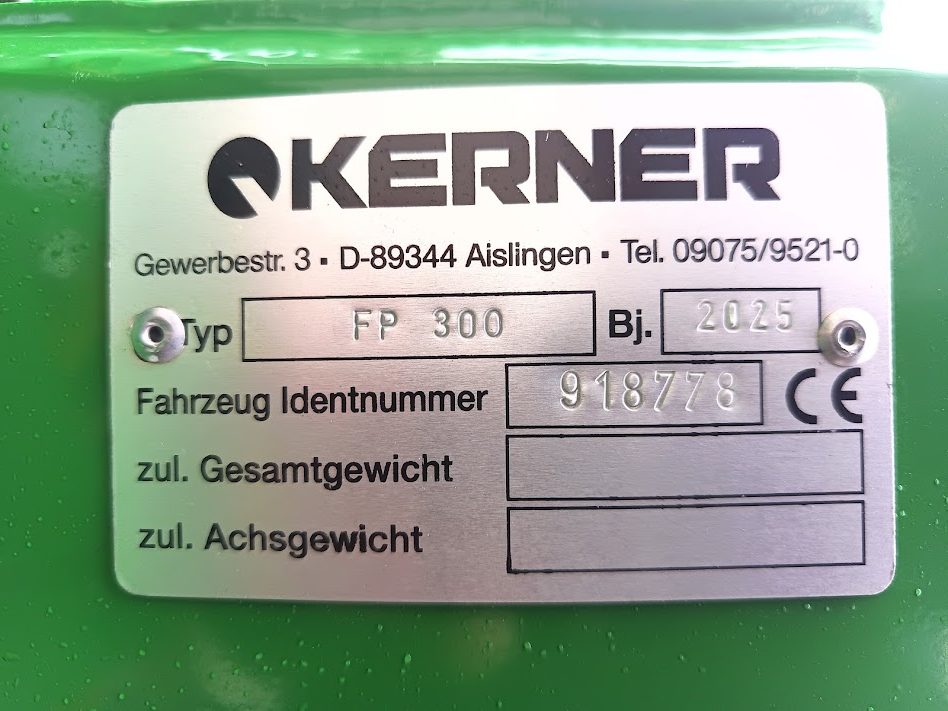 KERNER
Gewerbestr. 3 ▪ D-89344 Aislingen ▪ Tel. 09075/9521-0
Typ FP 300 Bj. 2025
Fahrzeug Identnummer 918778 CE
zul. Gesamtgewicht
zul. Achsgewicht